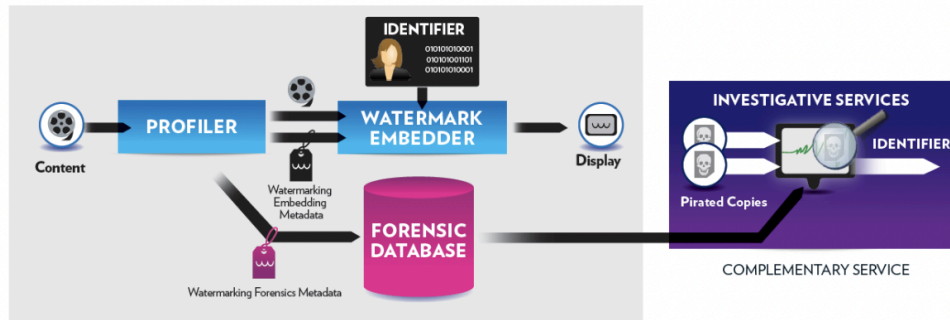 IDENTIFIER
010101010001
010101001101
010101010001
Content
PROFILER
WATERMARK
EMBEDDER
Display
Watermarking
Embedding
Metadata
FORENSIC
DATABASE
Watermarking Forensics Metadata
INVESTIGATIVE SERVICES
IDENTIFIER
Pirated Copies
COMPLEMENTARY SERVICE